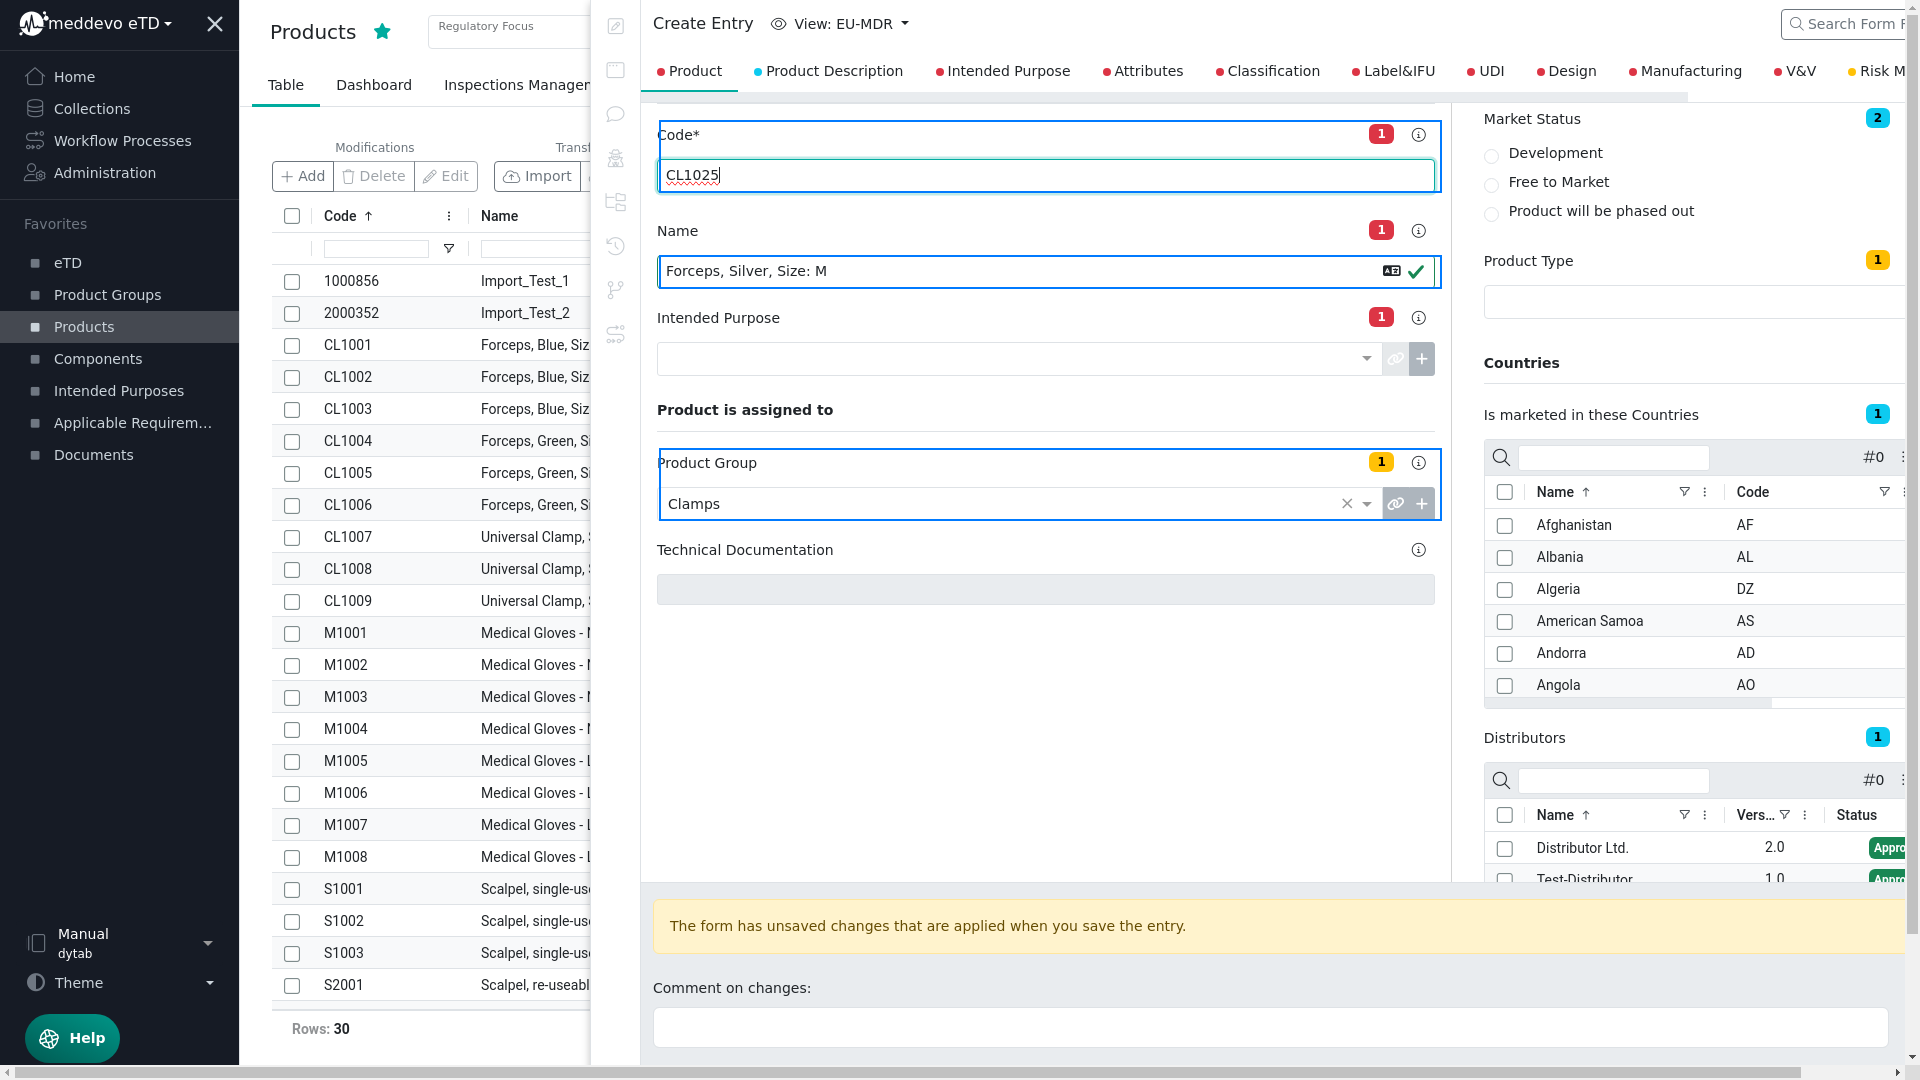 meddevo eTD
Home
Collections
Workflow Processes
Administration
Favorites
eTD
Product Groups
Products
Components
Intended Purposes
Applicable Requirem...
Documents
Manual
dytab
Theme
Help
Products
Regulatory Focus
Table
Dashboard
Inspections Manager
Modifications
Transf
+ Add
Delete
Edit
Import
Code ↑
Name
1000856 Import_Test_1
2000352 Import_Test_2
CL1001 Forceps, Blue, Siz
CL1002 Forceps, Blue, Siz
CL1003 Forceps, Blue, Siz
CL1004 Forceps, Green, Si
CL1005 Forceps, Green, Si
CL1006 Forceps, Green, Si
CL1007 Universal Clamp,
CL1008 Universal Clamp,
CL1009 Universal Clamp,
M1001 Medical Gloves -
M1002 Medical Gloves -
M1003 Medical Gloves -
M1004 Medical Gloves -
M1005 Medical Gloves - L
M1006 Medical Gloves - L
M1007 Medical Gloves - L
M1008 Medical Gloves - L
S1001 Scalpel, single-us
S1002 Scalpel, single-us
S1003 Scalpel, single-us
S2001 Scalpel, re-useabl
Rows: 30
Create Entry
View: EU-MDR
Search Form F
Product
Product Description
Intended Purpose
Attributes
Classification
Label&IFU
UDI
Design
Manufacturing
V&V
Risk M
Code*
1
CL1025
Name
1
Forceps, Silver, Size: M
Intended Purpose
1
Product is assigned to
Product Group
1
Clamps
Technical Documentation
Market Status
2
Development
Free to Market
Product will be phased out
Product Type
1
Countries
Is marketed in these Countries
1
#0
Name ↑
Code
Afghanistan AF
Albania AL
Algeria DZ
American Samoa AS
Andorra AD
Angola AO
Distributors
1
#0
Name ↑
Vers...
Status
Distributor Ltd. 2.0 Appro
Test-Distributor 1.0 Appro
The form has unsaved changes that are applied when you save the entry.
Comment on changes: